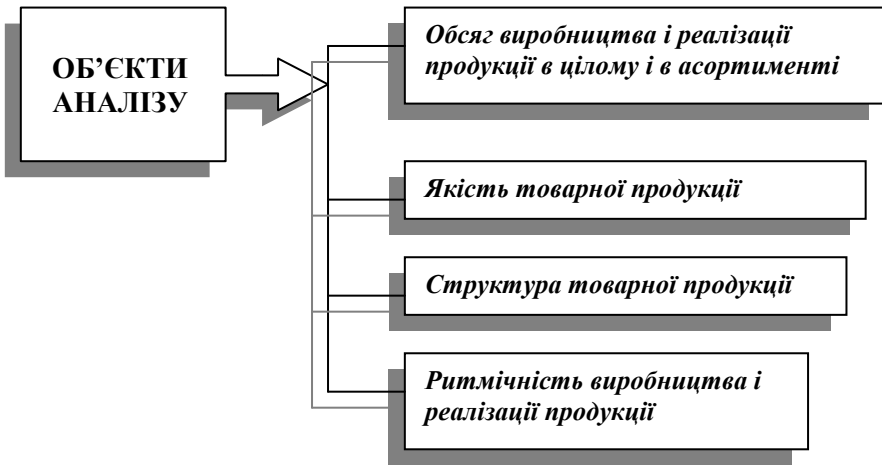 ОБ’ЄКТИ
АНАЛІЗУ
Обсяг виробництва і реалізації
продукції в цілому і в асортименті
Якість товарної продукції
Структура товарної продукції
Ритмічність виробництва і
реалізації продукції